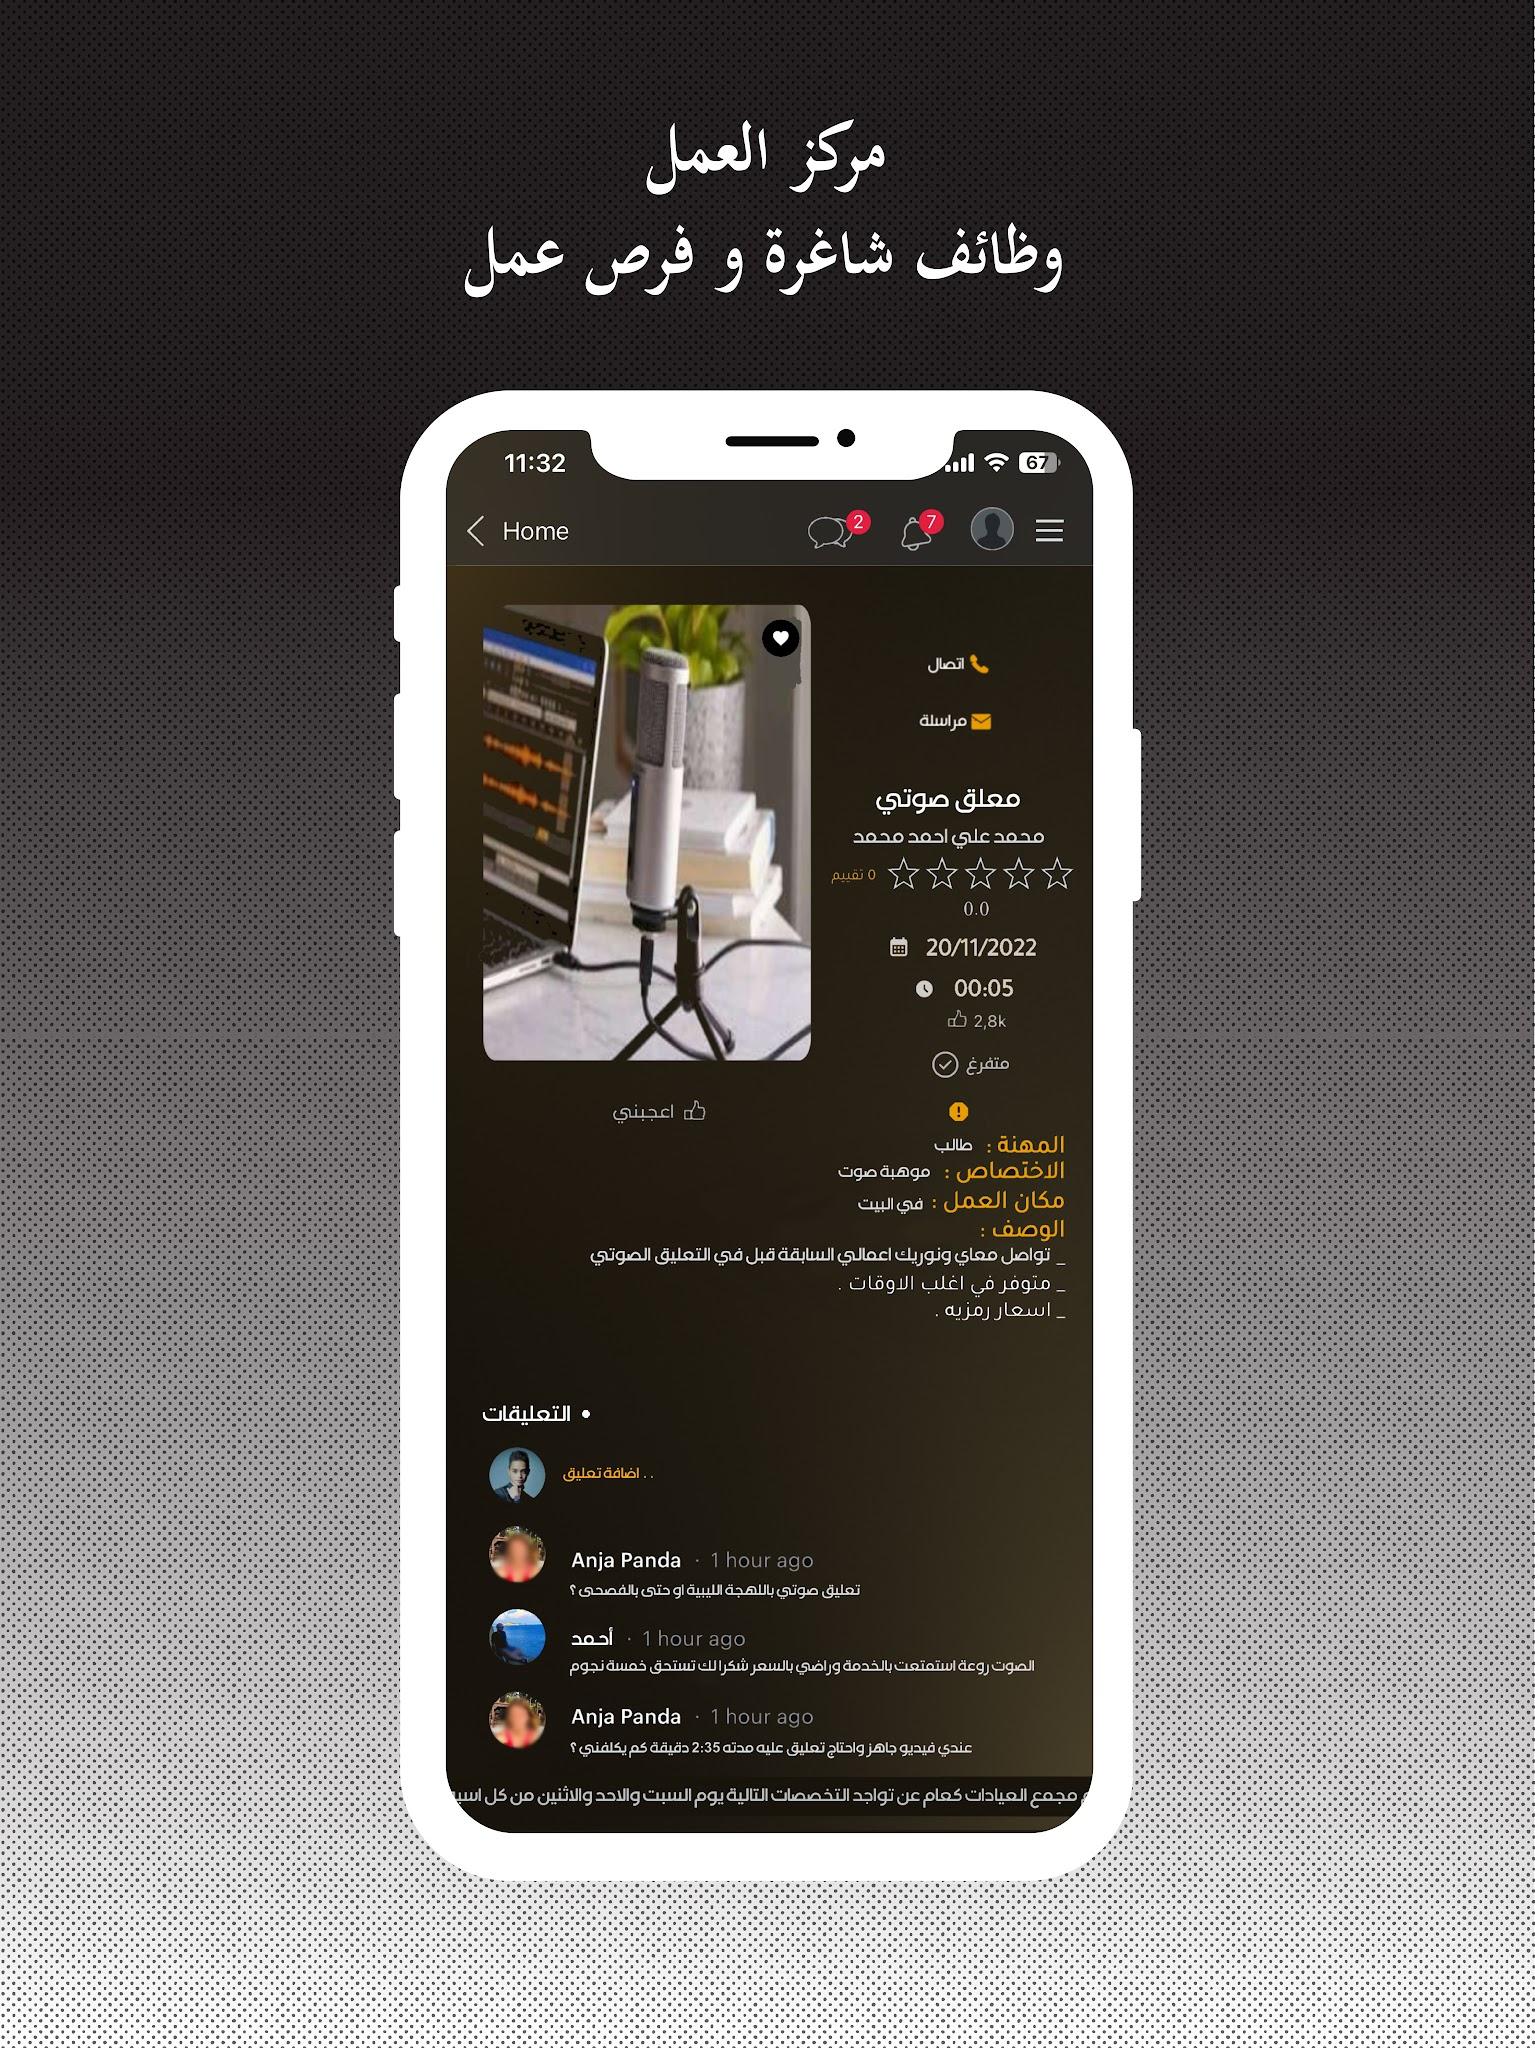 مركز العمل
وظائف شاغرة و فرص عمل
11:32
67
Home
2
7
اتصال
مراسلة
معلق صوتي
محمد علي احمد محمد
0 تقييم
0.0
20/11/2022
00:05
2,8k
متفرغ
اعجبني
المهنة : طالب
الاختصاص : موهبة صوت
مكان العمل : في البيت
الوصف :
_ تواصل معاي ونوريك اعمالي السابقة قبل في التعليق الصوتي
_ متوفر في اغلب الاوقات .
_ اسعار رمزيه .
• التعليقات
اضافة تعليق . .
Anja Panda · 1 hour ago
تعليق صوتي باللهجة الليبية او حتى بالفصحى ؟
أحمد · 1 hour ago
الصوت روعة استمتعت بالخدمة وراضي بالسعر شكرا لك تستحق خمسة نجوم
Anja Panda · 1 hour ago
عندي فيديو جاهز واحتاج تعليق عليه مدته 2:35 دقيقة كم يكلفني ؟
مجمع العيادات كعام عن تواجد التخصصات التالية يوم السبت والاحد والاثنين من كل